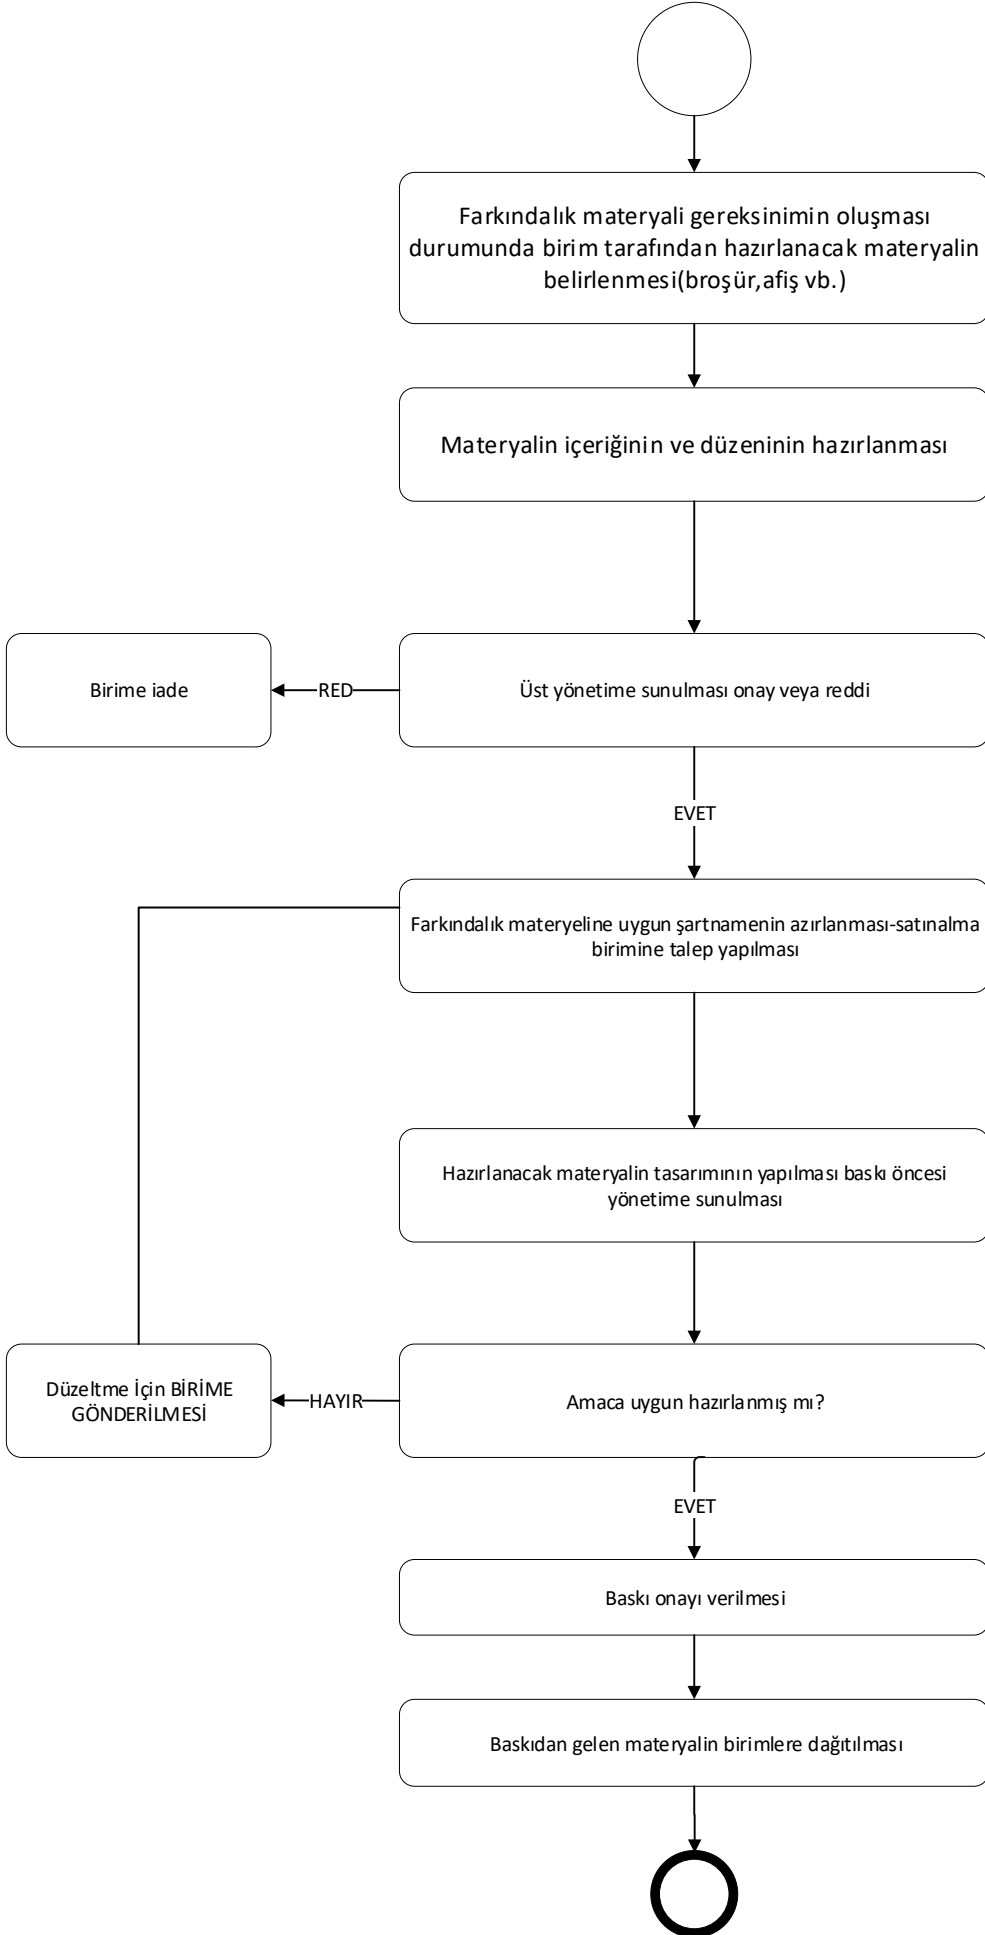 Farkındalık materyali gereksinimin oluşması
durumunda birim tarafından hazırlanacak materyalin
belirlenmesi(broşür,afiş vb.)
Materyalin içeriğinin ve düzeninin hazırlanması
Birime iade
RED
Üst yönetime sunulması onay veya reddi
EVET
Farkındalık materyeline uygun şartnamenin azırlanması-satınalma
birimine talep yapılması
Hazırlanacak materyalin tasarımının yapılması baskı öncesi
yönetime sunulması
Düzeltme İçin BİRİME
GÖNDERİLMESİ
HAYIR
Amaca uygun hazırlanmış mı?
EVET
Baskı onayı verilmesi
Baskıdan gelen materyalin birimlere dağıtılması